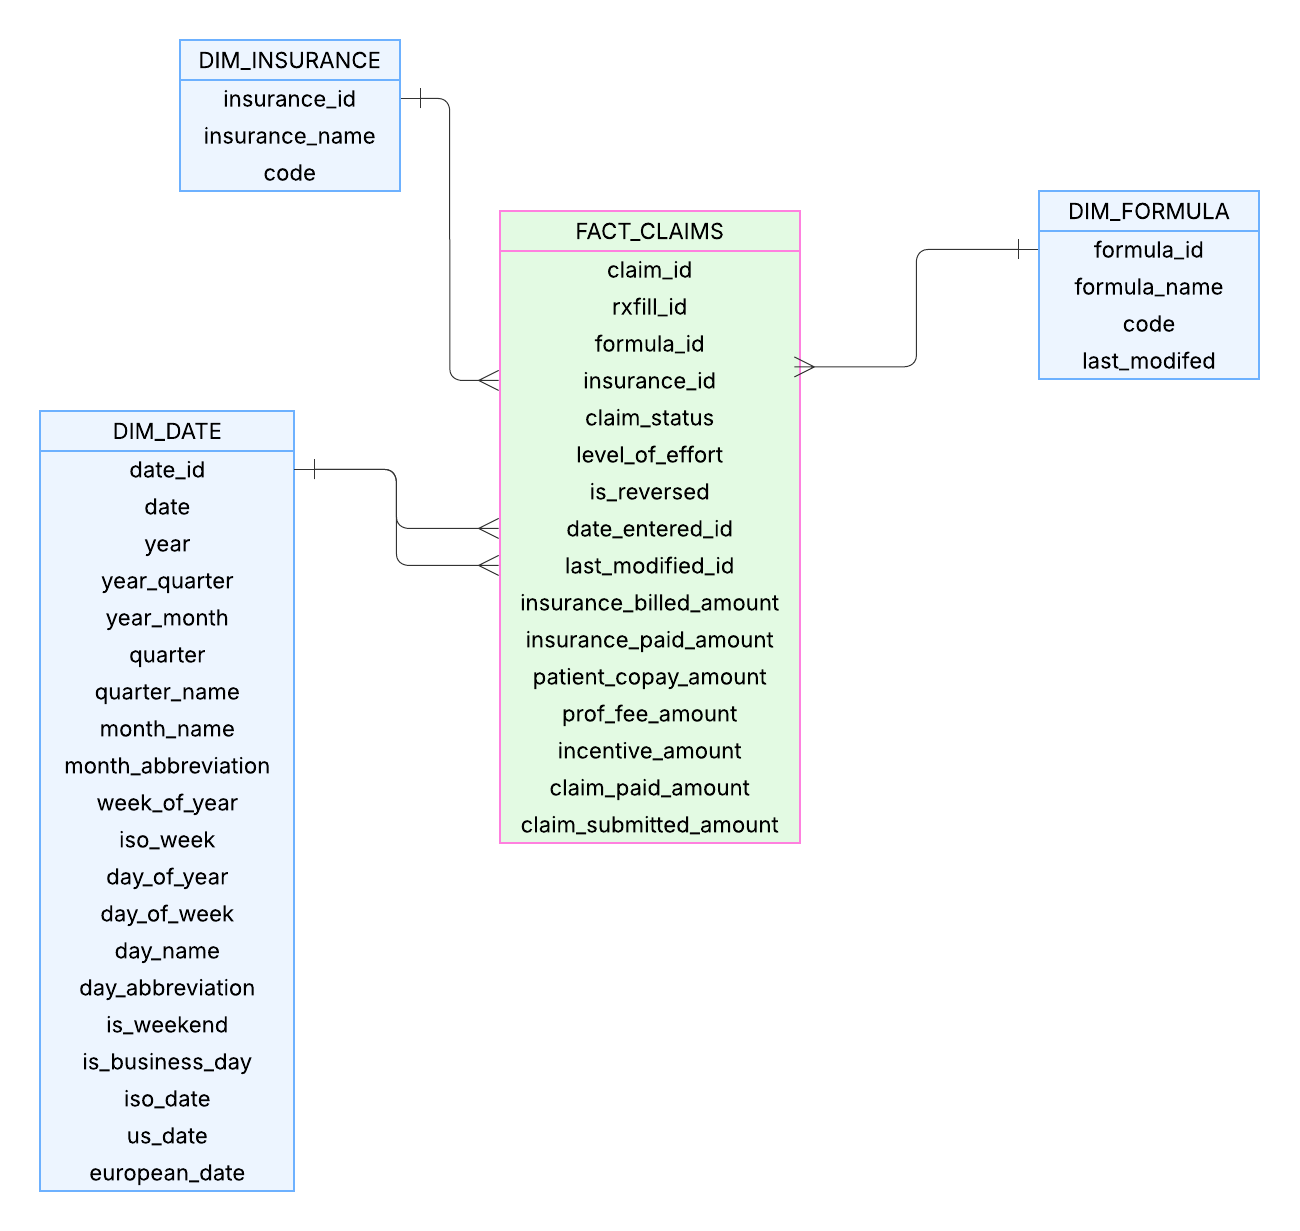 DIM_INSURANCE
insurance_id
insurance_name
code
DIM_FORMULA
formula_id
formula_name
code
last_modifed
FACT_CLAIMS
claim_id
rxfill_id
formula_id
insurance_id
claim_status
level_of_effort
is_reversed
date_entered_id
last_modified_id
insurance_billed_amount
insurance_paid_amount
patient_copay_amount
prof_fee_amount
incentive_amount
claim_paid_amount
claim_submitted_amount
DIM_DATE
date_id
date
year
year_quarter
year_month
quarter
quarter_name
month_name
month_abbreviation
week_of_year
iso_week
day_of_year
day_of_week
day_name
day_abbreviation
is_weekend
is_business_day
iso_date
us_date
european_date